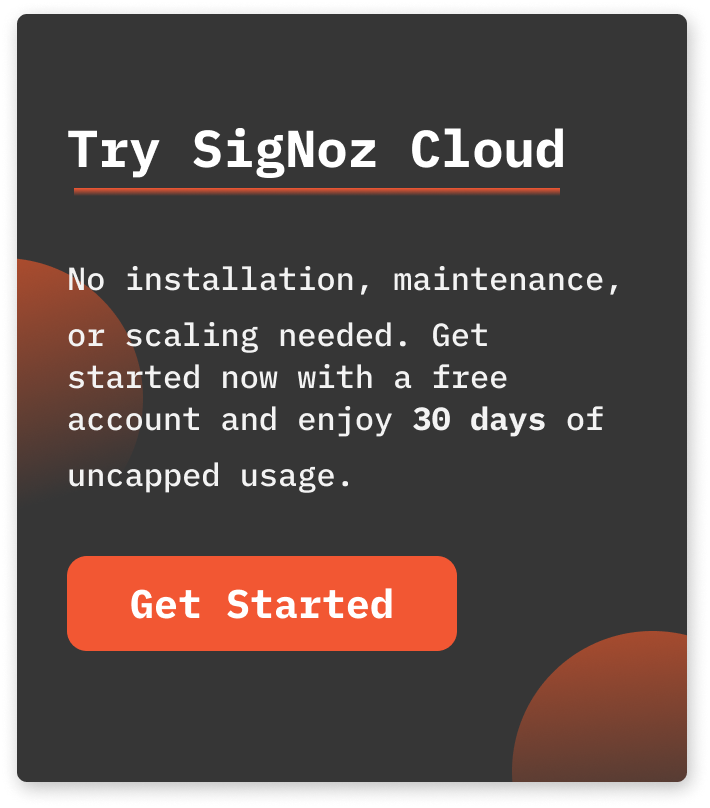 Try SigNoz Cloud
No installation, maintenance,
or scaling needed. Get
started now with a free
account and enjoy 30 days of
uncapped usage.
Get Started